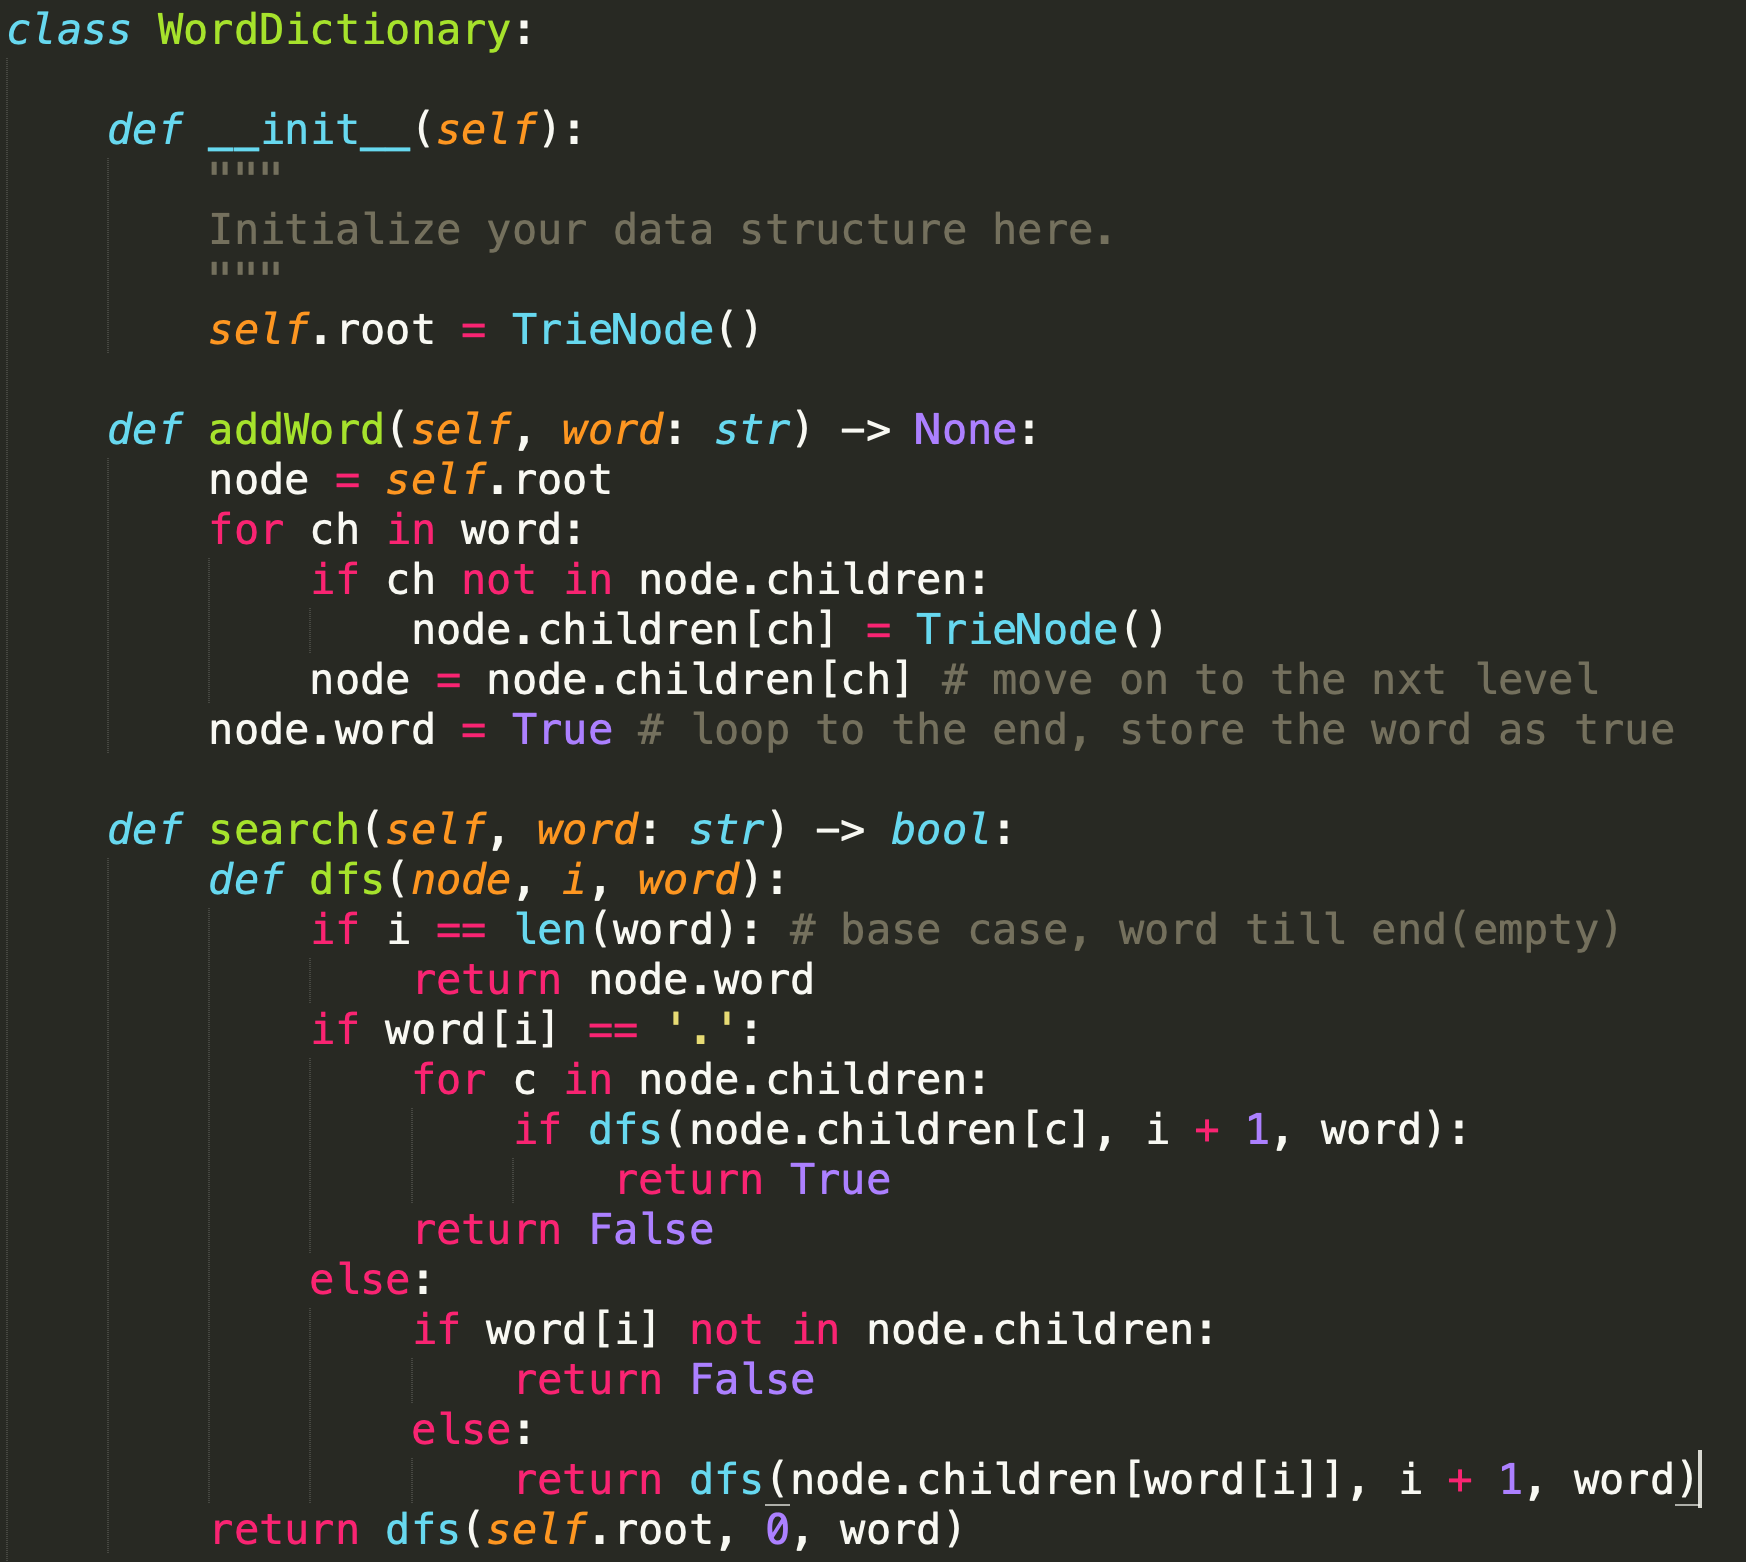 class WordDictionary:

    def __init__(self):
        """
        Initialize your data structure here.
        """
        self.root = TrieNode()

    def addWord(self, word: str) -> None:
        node = self.root
        for ch in word:
            if ch not in node.children:
                node.children[ch] = TrieNode()
            node = node.children[ch] # move on to the nxt level
        node.word = True # loop to the end, store the word as true

    def search(self, word: str) -> bool:
        def dfs(node, i, word):
            if i == len(word): # base case, word till end(empty)
                return node.word
            if word[i] == '.':
                for c in node.children:
                    if dfs(node.children[c], i + 1, word):
                        return True
                return False
            else:
                if word[i] not in node.children:
                    return False
                else:
                    return dfs(node.children[word[i]], i + 1, word)
        return dfs(self.root, 0, word)